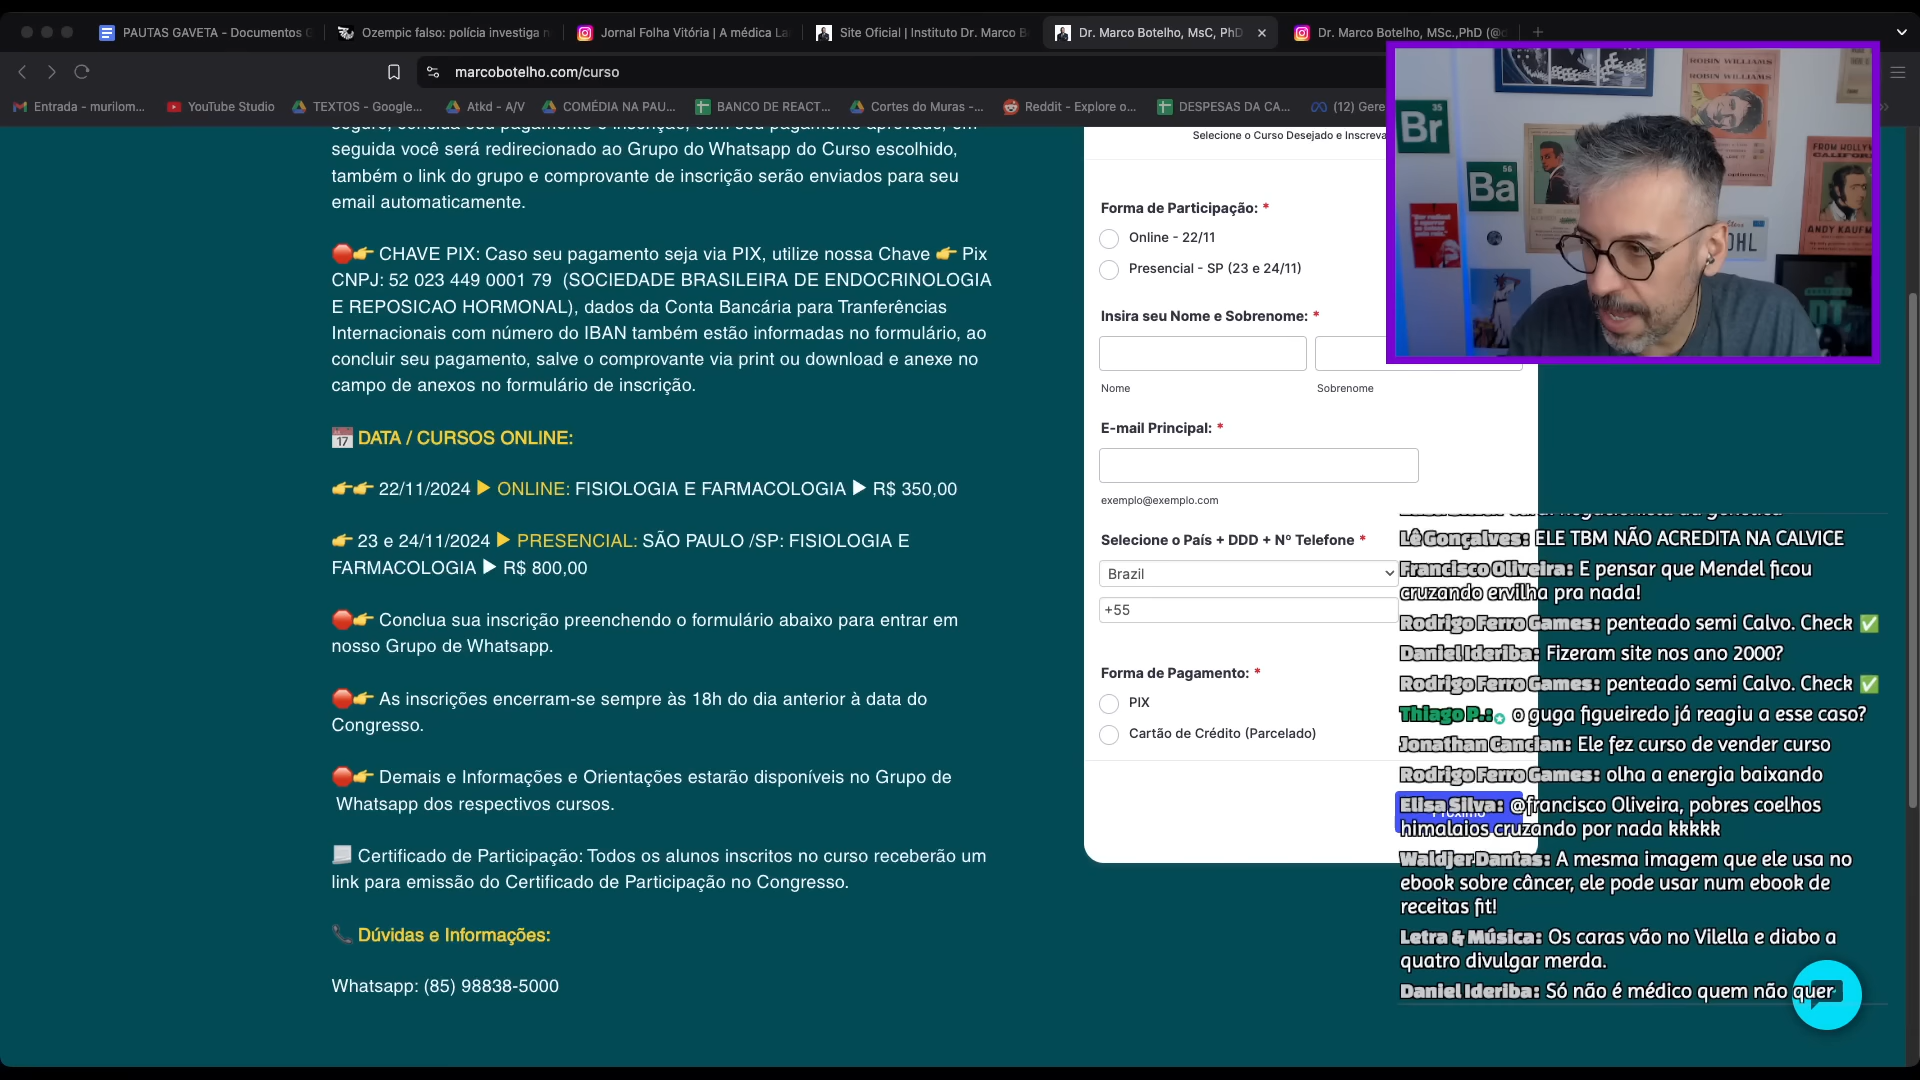 PAUTAS GAVETA - Documentos G
Ozempic falso: polícia investiga n
Jornal Folha Vitória | A médica La
Site Oficial | Instituto Dr. Marco B
Dr. Marco Botelho, MsC, PhD
Dr. Marco Botelho, MSc.,PhD (@d
marcobotelho.com/curso
Entrada - murilom...
YouTube Studio
TEXTOS - Google...
Atkd - A/V
COMÉDIA NA PAU...
BANCO DE REACT...
Cortes do Muras -...
Reddit - Explore o...
DESPESAS DA CA...
(12) Gere
seguida você será redirecionado ao Grupo do Whatsapp do Curso escolhido,
também o link do grupo e comprovante de inscrição serão enviados para seu
email automaticamente.
🛑👉 CHAVE PIX: Caso seu pagamento seja via PIX, utilize nossa Chave 👉 Pix
CNPJ: 52 023 449 0001 79 (SOCIEDADE BRASILEIRA DE ENDOCRINOLOGIA
E REPOSICAO HORMONAL), dados da Conta Bancária para Tranferências
Internacionais com número do IBAN também estão informadas no formulário, ao
concluir seu pagamento, salve o comprovante via print ou download e anexe no
campo de anexos no formulário de inscrição.
📅 DATA / CURSOS ONLINE:
👉👉 22/11/2024 ▶ ONLINE: FISIOLOGIA E FARMACOLOGIA ▶ R$ 350,00
👉 23 e 24/11/2024 ▶ PRESENCIAL: SÃO PAULO /SP: FISIOLOGIA E
FARMACOLOGIA ▶ R$ 800,00
🛑👉 Conclua sua inscrição preenchendo o formulário abaixo para entrar em
nosso Grupo de Whatsapp.
🛑👉 As inscrições encerram-se sempre às 18h do dia anterior à data do
Congresso.
🛑👉 Demais e Informações e Orientações estarão disponíveis no Grupo de
Whatsapp dos respectivos cursos.
📃 Certificado de Participação: Todos os alunos inscritos no curso receberão um
link para emissão do Certificado de Participação no Congresso.
📞 Dúvidas e Informações:
Whatsapp: (85) 98838-5000
Selecione o Curso Desejado e Inscreva
Forma de Participação: *
Online - 22/11
Presencial - SP (23 e 24/11)
Insira seu Nome e Sobrenome: *
Nome
Sobrenome
E-mail Principal: *
exemplo@exemplo.com
Selecione o País + DDD + Nº Telefone *
Brazil
+55
Forma de Pagamento: *
PIX
Cartão de Crédito (Parcelado)
35
Br
56
Ba
ROBIN WILLIAMS
ROBIN WILLIAMS
FROM HOLLYW
CALIFOR
ANDY KAUFM
Lê Gonçalves: ELE TBM NÃO ACREDITA NA CALVICE
Francisco Oliveira: E pensar que Mendel ficou
cruzando ervilha pra nada!
Rodrigo Ferro Games: penteado semi Calvo. Check ✅
Daniel Ideriba: Fizeram site nos ano 2000?
Rodrigo Ferro Games: penteado semi Calvo. Check ✅
Thiago P.: o guga figueiredo já reagiu a esse caso?
Jonathan Cancian: Ele fez curso de vender curso
Rodrigo Ferro Games: olha a energia baixando
Elisa Silva: @francisco Oliveira, pobres coelhos
himalaios cruzando por nada kkkkk
Waldjer Dantas: A mesma imagem que ele usa no
ebook sobre câncer, ele pode usar num ebook de
receitas fit!
Letra & Música: Os caras vão no Vilella e diabo a
quatro divulgar merda.
Daniel Ideriba: Só não é médico quem não quer